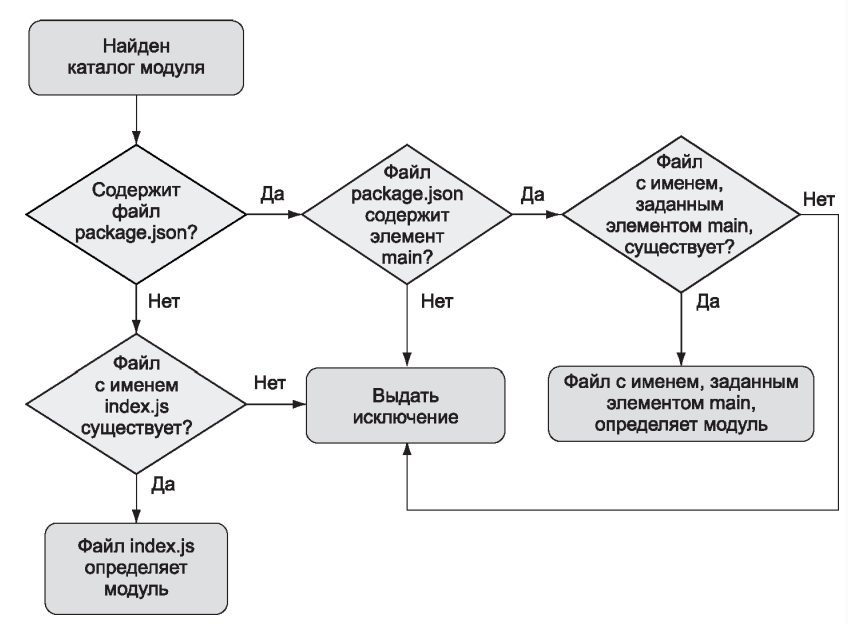 Найден
каталог модуля
Содержит
файл
package.json?
Да
Файл
package.json
содержит
элемент
main?
Да
Файл
с именем,
заданным
элементом main,
существует?
Нет
Нет
Нет
Да
Файл
с именем
index.js
существует?
Нет
Выдать
исключение
Файл с именем, заданным
элементом main,
определяет модуль
Да
Файл index.js
определяет
модуль